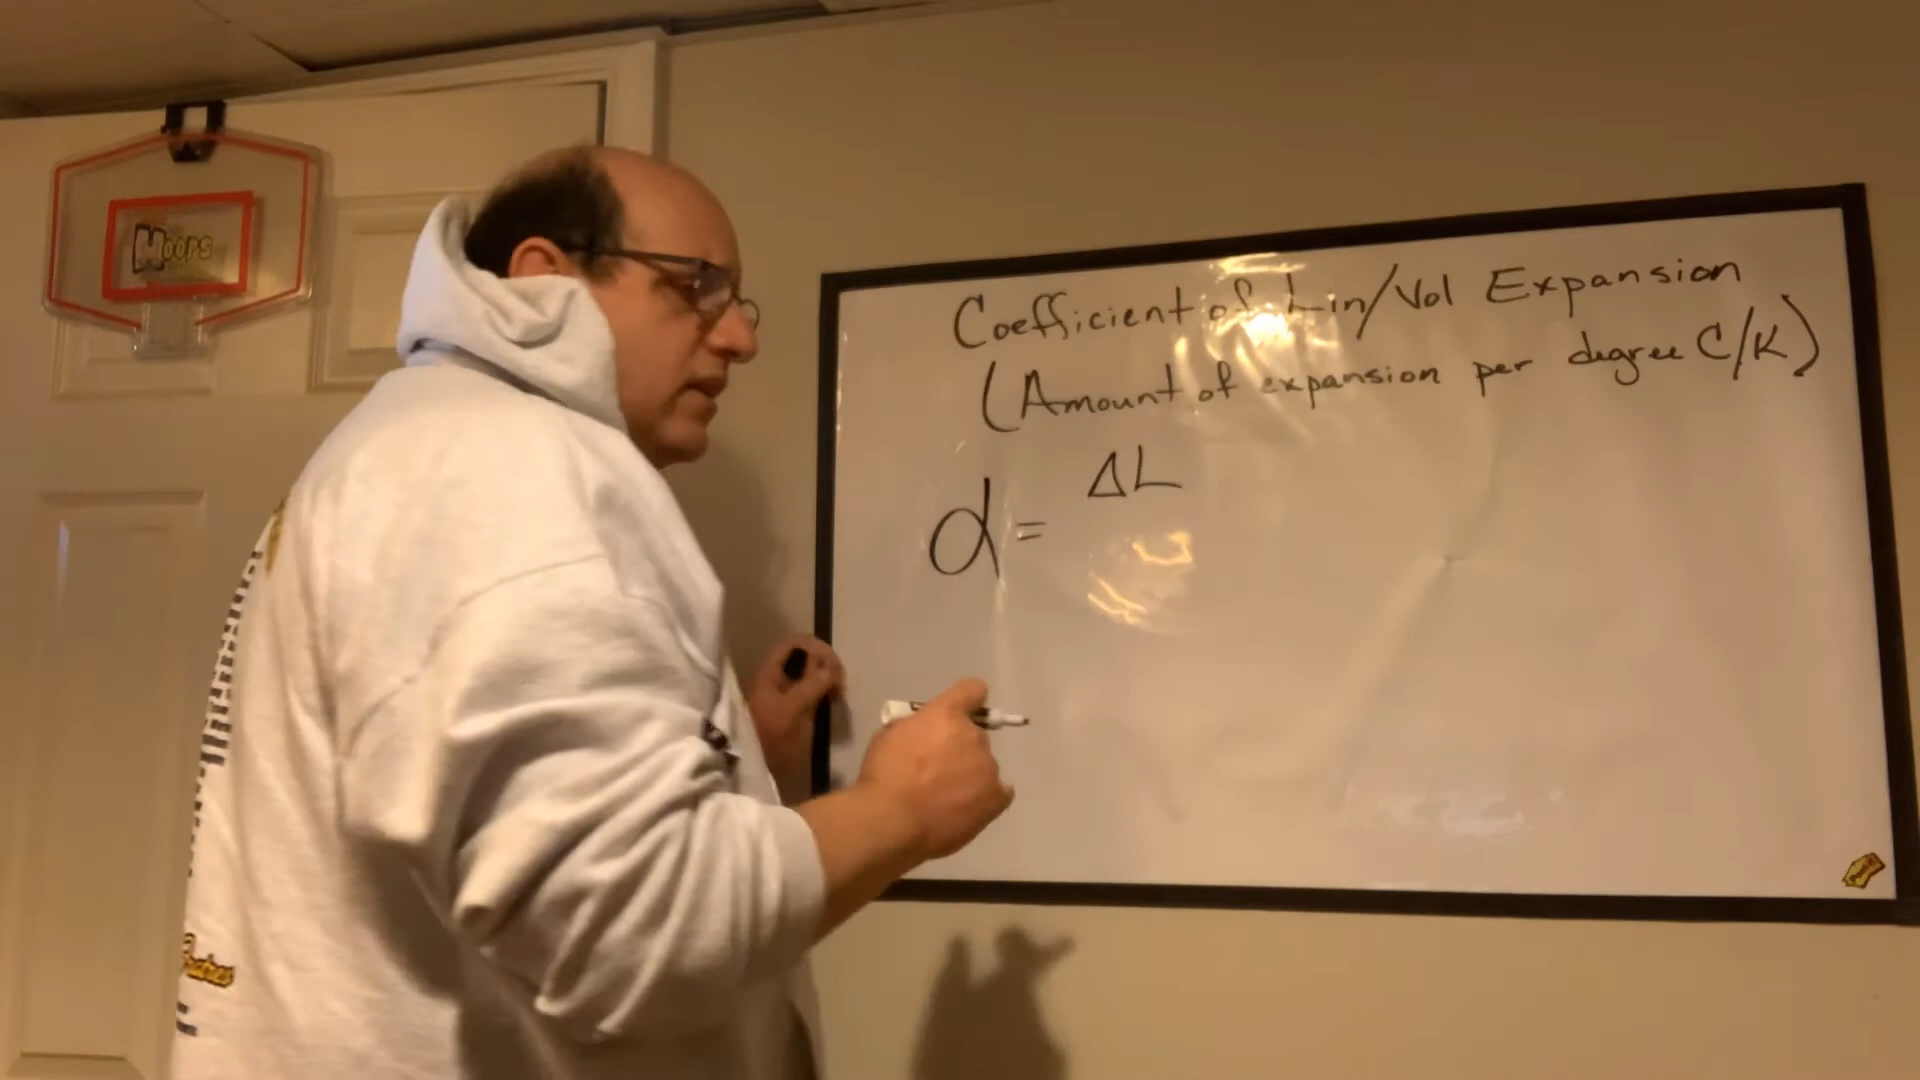 Hoops
Coefficient of Lin/Vol Expansion
(Amount of expansion per degree C/K)
ΔL
α =